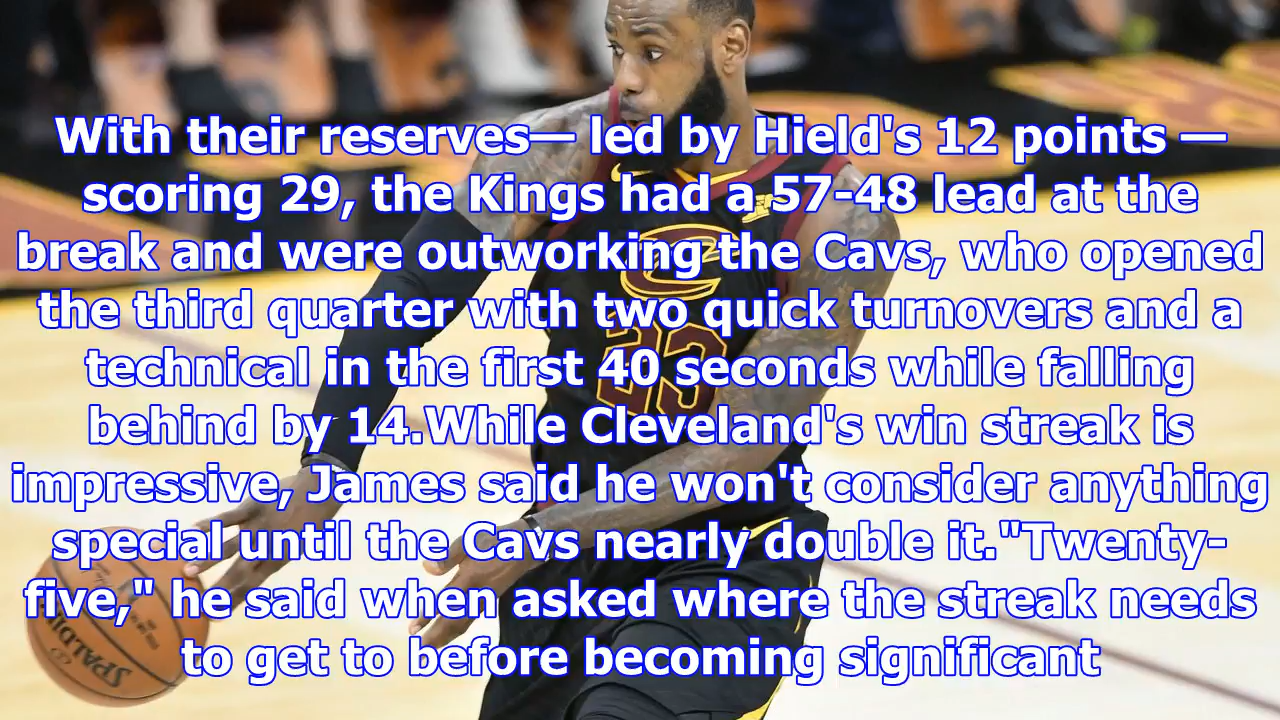 With their reserves— led by Hield's 12 points —
scoring 29, the Kings had a 57-48 lead at the
break and were outworking the Cavs, who opened
the third quarter with two quick turnovers and a
technical in the first 40 seconds while falling
behind by 14.While Cleveland's win streak is
impressive, James said he won't consider anything
special until the Cavs nearly double it."Twenty-
five," he said when asked where the streak needs
to get to before becoming significant
23
SPALDING